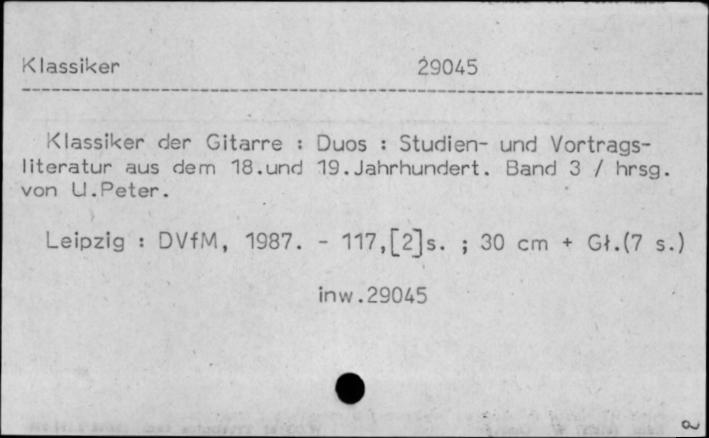 Klassiker 29045
Klassiker der Gitarre : Duos : Studien- und Vortrags-
literatur aus dem 18.und 19.Jahrhundert. Band 3 / hrsg.
von U.Peter.
Leipzig : DVfM, 1987. - 117,[2]s. ; 30 cm + Gł.(7 s.)
inw.29045